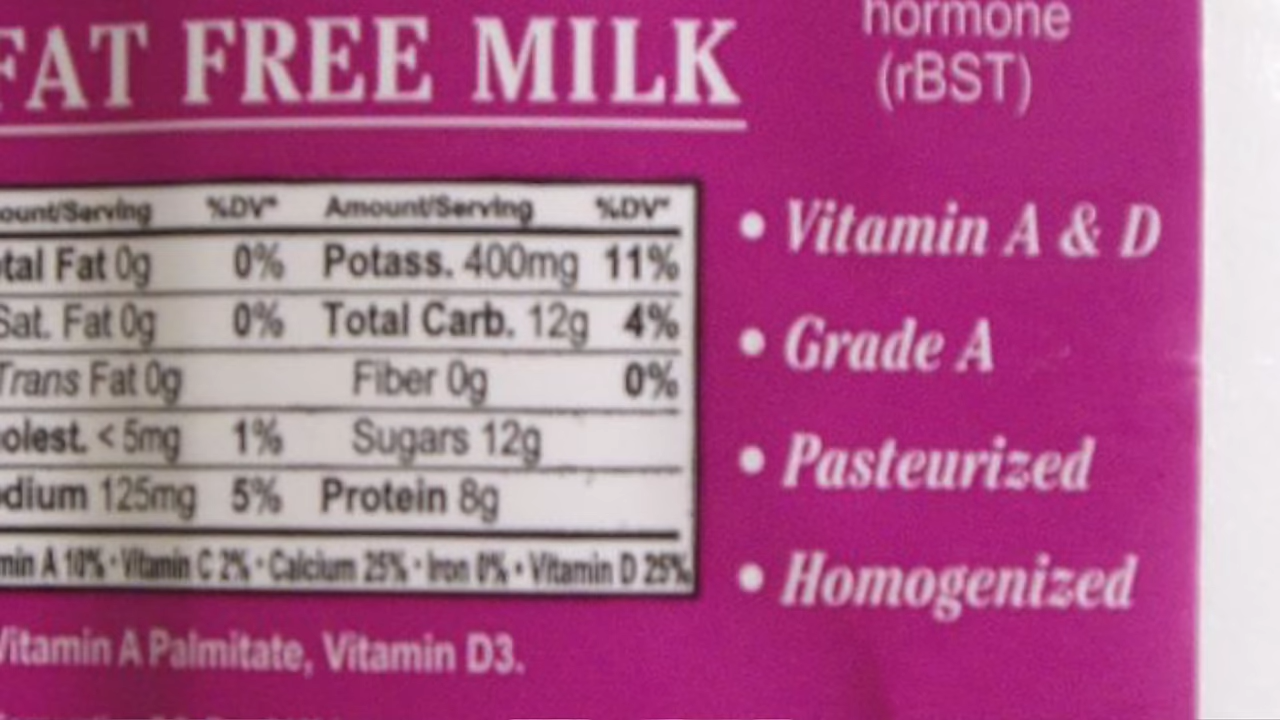 FAT FREE MILK
hormone
(rBST)
ount/Serving %DV* Amount/Serving %DV*
tal Fat 0g 0% Potass. 400mg 11%
Sat. Fat 0g 0% Total Carb. 12g 4%
Trans Fat 0g Fiber 0g 0%
olest. <5mg 1% Sugars 12g
dium 125mg 5% Protein 8g
min A 10% • Vitamin C 2% • Calcium 25% • Iron 0% • Vitamin D 25%
Vitamin A Palmitate, Vitamin D3.
• Vitamin A & D
• Grade A
• Pasteurized
• Homogenized